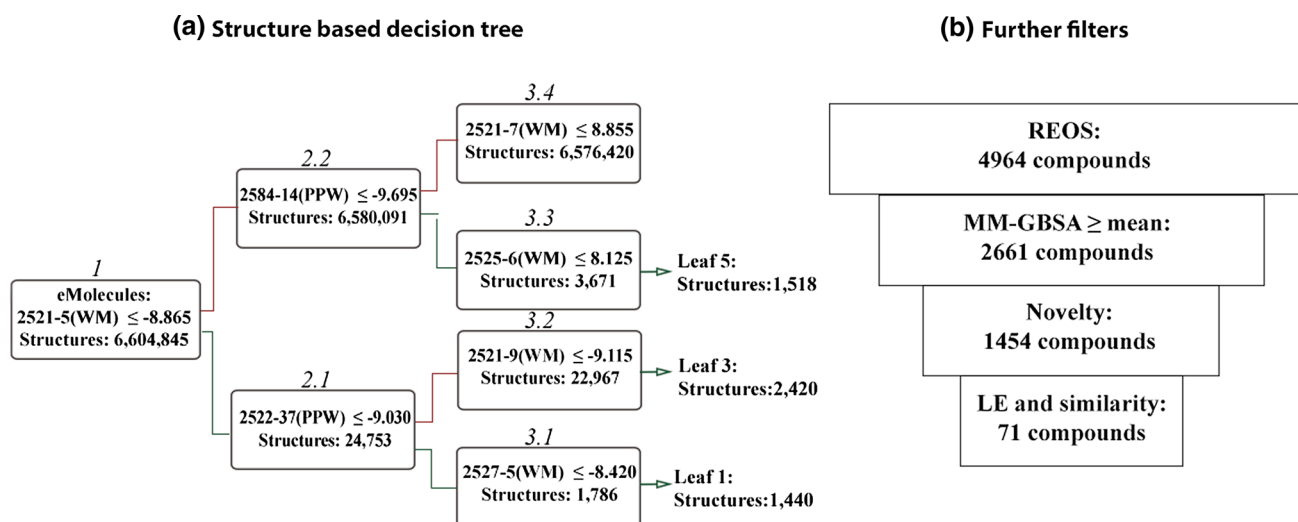 (a) Structure based decision tree
1
eMolecules:
2521-5(WM) ≤ -8.865
Structures: 6,604,845
2.2
2584-14(PPW) ≤ -9.695
Structures: 6,580,091
2.1
2522-37(PPW) ≤ -9.030
Structures: 24,753
3.4
2521-7(WM) ≤ 8.855
Structures: 6,576,420
3.3
2525-6(WM) ≤ 8.125
Structures: 3,671
3.2
2521-9(WM) ≤ -9.115
Structures: 22,967
3.1
2527-5(WM) ≤ -8.420
Structures: 1,786
Leaf 5:
Structures:1,518
Leaf 3:
Structures:2,420
Leaf 1:
Structures:1,440
(b) Further filters
REOS:
4964 compounds
MM-GBSA ≥ mean:
2661 compounds
Novelty:
1454 compounds
LE and similarity:
71 compounds